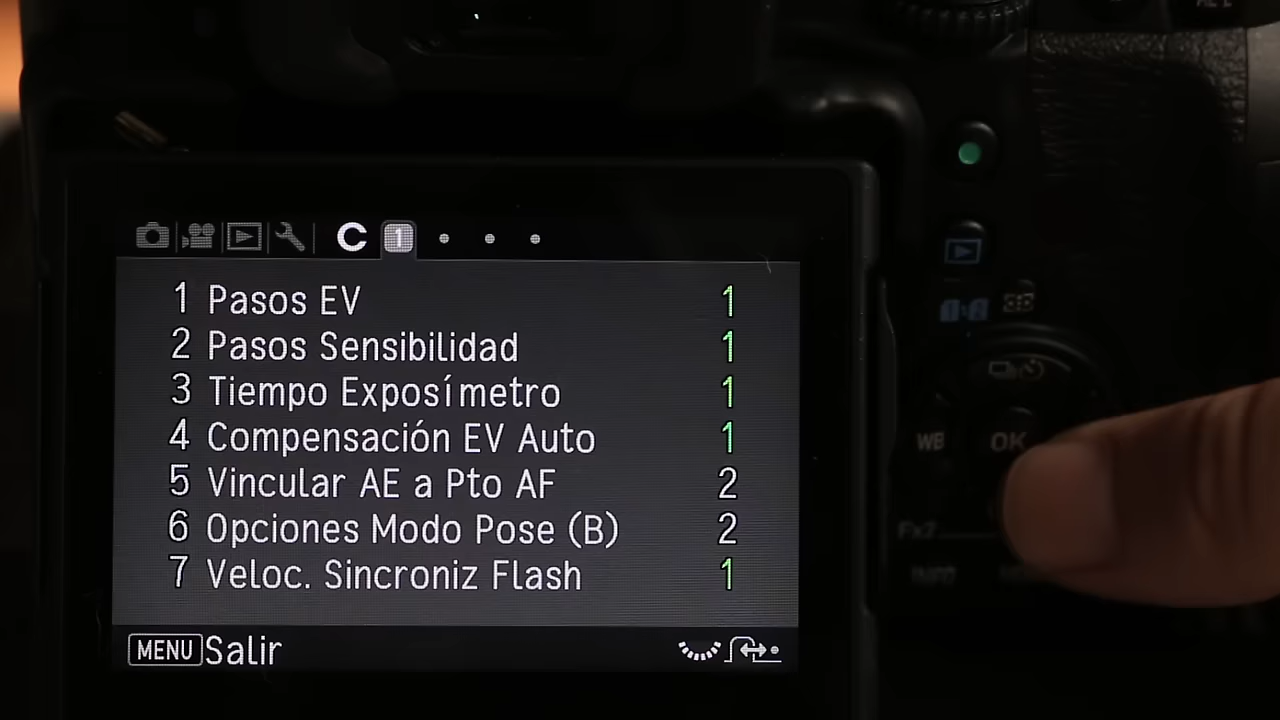 C 1
1 Pasos EV 1
2 Pasos Sensibilidad 1
3 Tiempo Exposímetro 1
4 Compensación EV Auto 1
5 Vincular AE a Pto AF 2
6 Opciones Modo Pose (B) 2
7 Veloc. Sincroniz Flash 1
MENU Salir
WB OK